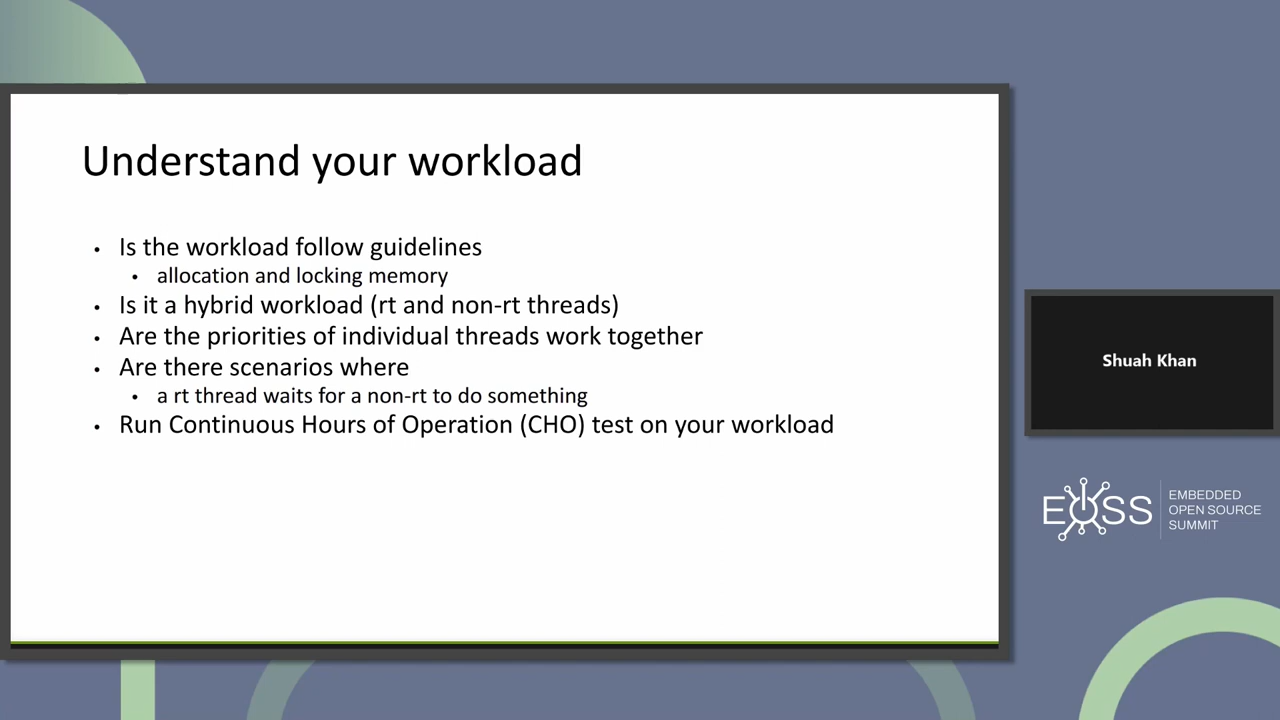 Understand your workload
• Is the workload follow guidelines
• allocation and locking memory
• Is it a hybrid workload (rt and non-rt threads)
• Are the priorities of individual threads work together
• Are there scenarios where
• a rt thread waits for a non-rt to do something
• Run Continuous Hours of Operation (CHO) test on your workload
Shuah Khan
EOSS
EMBEDDED
OPEN SOURCE
SUMMIT